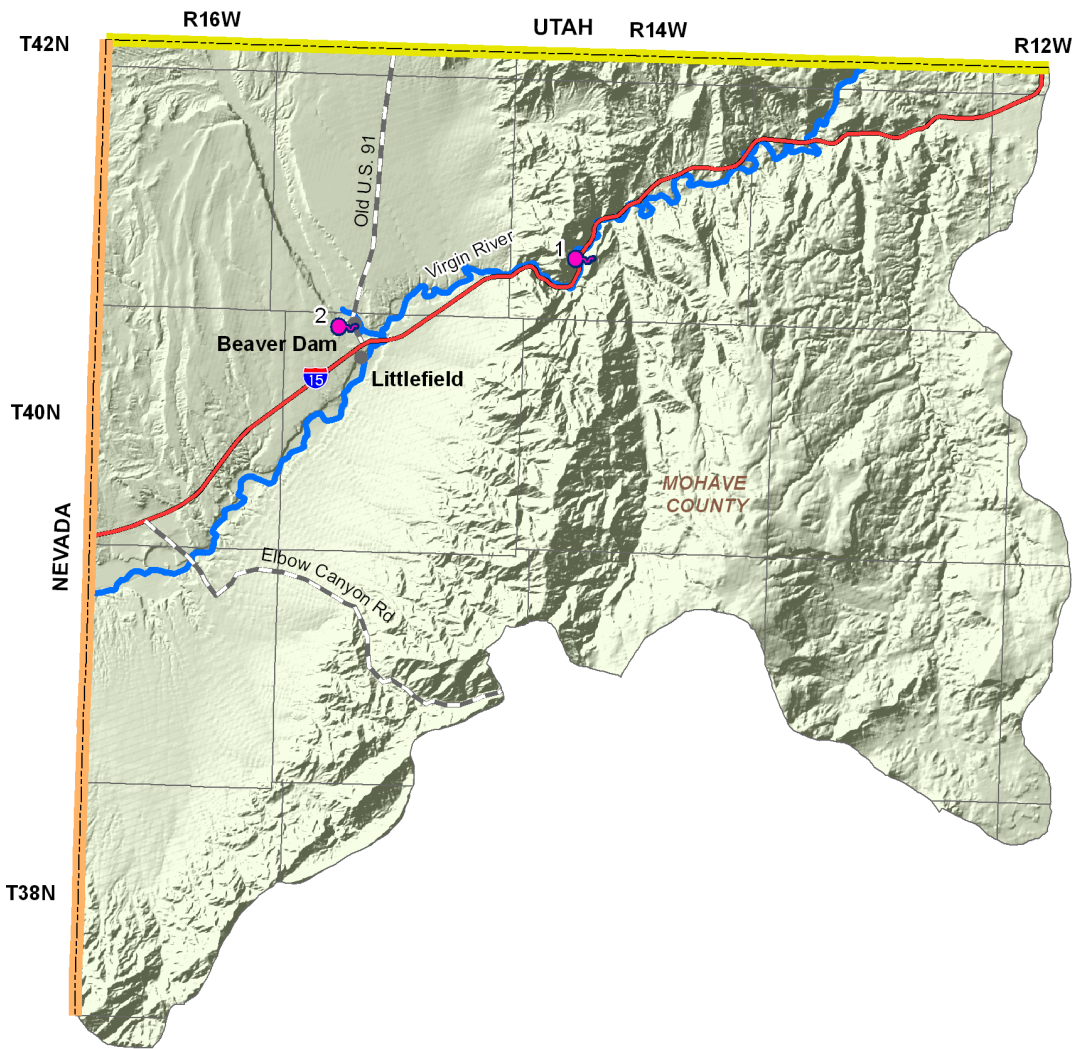 R16W
UTAH
R14W
R12W
T42N
Old U.S. 91
Virgin River
1
2
Beaver Dam
15
Littlefield
T40N
MOHAVE
COUNTY
NEVADA
Elbow Canyon Rd
T38N